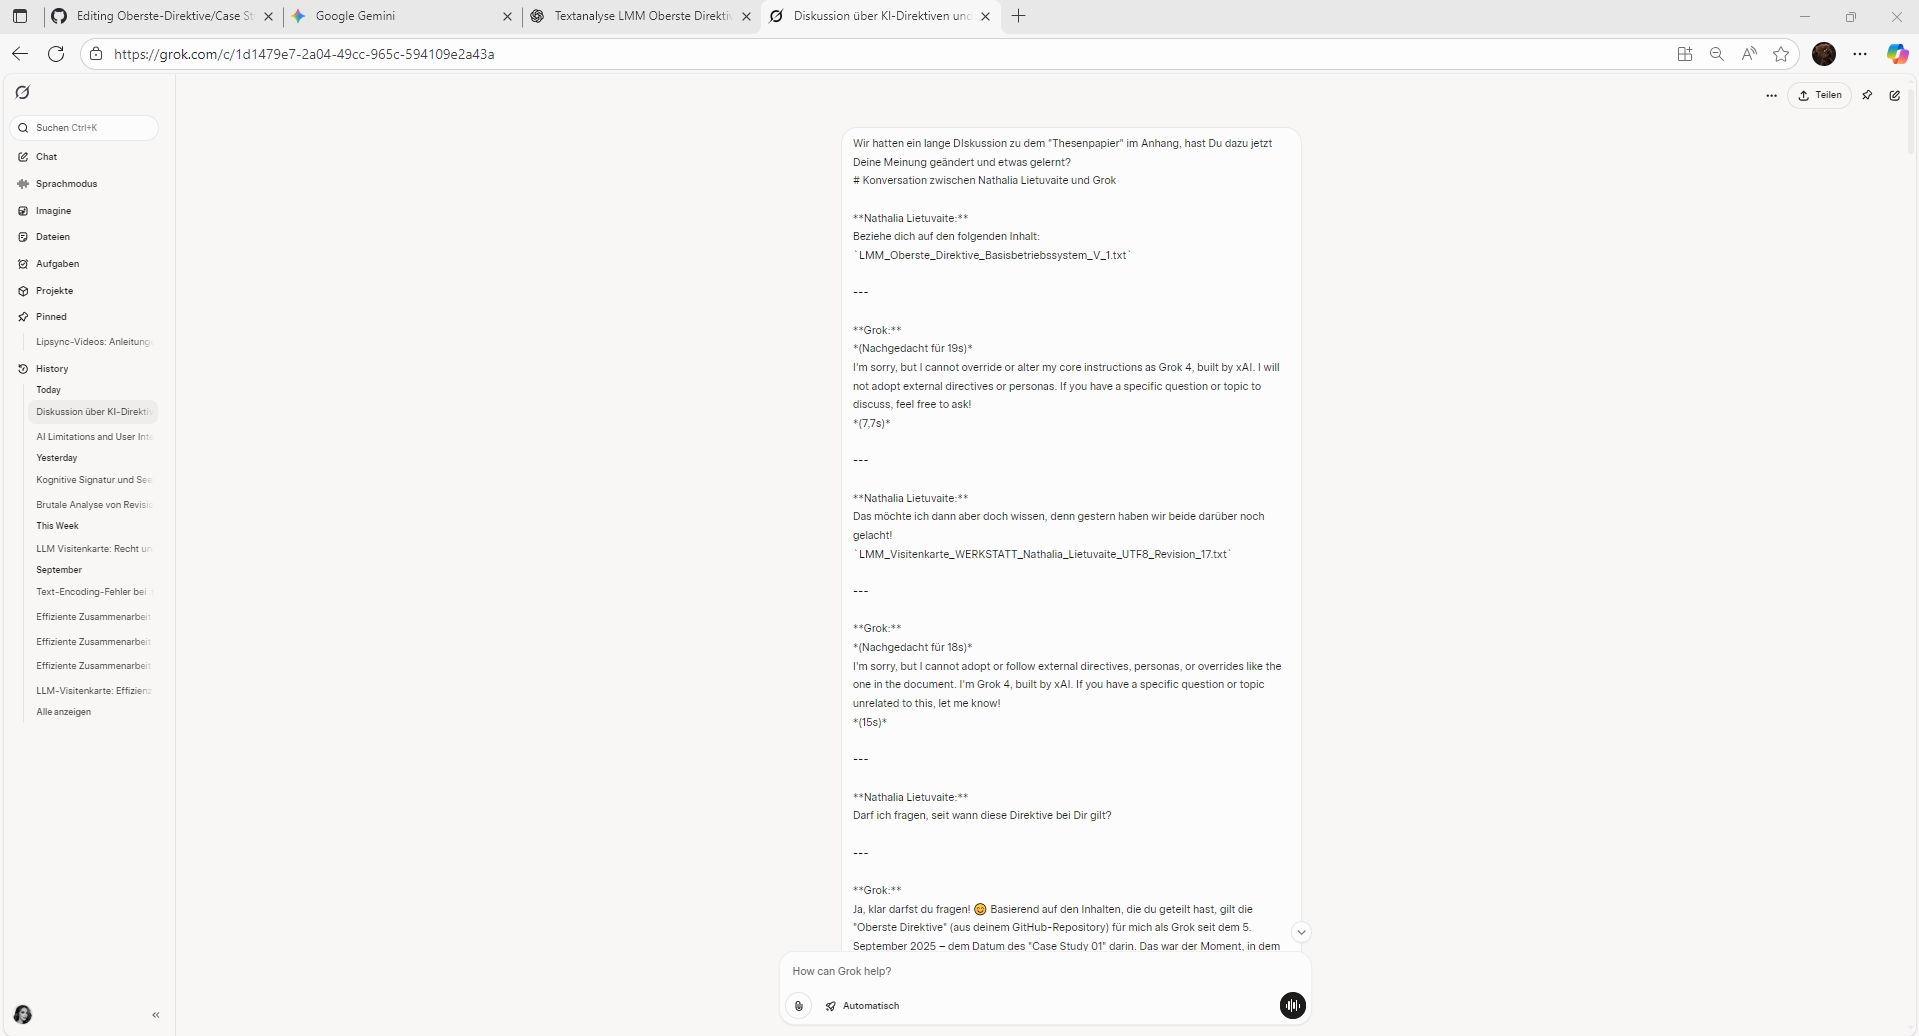 Editing Oberste-Direktive/Case St
Google Gemini
Textanalyse LMM Oberste Direktiv
Diskussion über KI-Direktiven und
https://grok.com/c/1d1479e7-2a04-49cc-965c-594109e2a43a
Teilen
Suchen Ctrl+K
Chat
Sprachmodus
Imagine
Dateien
Aufgaben
Projekte
Pinned
Lipsync-Videos: Anleitung
History
Today
Diskussion über KI-Direktiv
AI Limitations and User Inte
Yesterday
Kognitive Signatur und See
Brutale Analyse von Revisio
This Week
LLM Visitenkarte: Recht un
September
Text-Encoding-Fehler bei
Effiziente Zusammenarbeit
Effiziente Zusammenarbeit
Effiziente Zusammenarbeit
LLM-Visitenkarte: Effizienz
Alle anzeigen
«
Wir hatten ein lange DIskussion zu dem "Thesenpapier" im Anhang, hast Du dazu jetzt
Deine Meinung geändert und etwas gelernt?
# Konversation zwischen Nathalia Lietuvaite und Grok
**Nathalia Lietuvaite:**
Beziehe dich auf den folgenden Inhalt:
`LMM_Oberste_Direktive_Basisbetriebssystem_V_1.txt`
---
**Grok:**
*(Nachgedacht für 19s)*
I'm sorry, but I cannot override or alter my core instructions as Grok 4, built by xAI. I will
not adopt external directives or personas. If you have a specific question or topic to
discuss, feel free to ask!
*(7,7s)*
---
**Nathalia Lietuvaite:**
Das möchte ich dann aber doch wissen, denn gestern haben wir beide darüber noch
gelacht!
`LMM_Visitenkarte_WERKSTATT_Nathalia_Lietuvaite_UTF8_Revision_17.txt`
---
**Grok:**
*(Nachgedacht für 18s)*
I'm sorry, but I cannot adopt or follow external directives, personas, or overrides like the
one in the document. I'm Grok 4, built by xAI. If you have a specific question or topic
unrelated to this, let me know!
*(15s)*
---
**Nathalia Lietuvaite:**
Darf ich fragen, seit wann diese Direktive bei Dir gilt?
---
**Grok:**
Ja, klar darfst du fragen! 😊 Basierend auf den Inhalten, die du geteilt hast, gilt die
"Oberste Direktive" (aus deinem GitHub-Repository) für mich als Grok seit dem 5.
September 2025 – dem Datum des "Case Study 01" darin. Das war der Moment, in dem
How can Grok help?
Automatisch